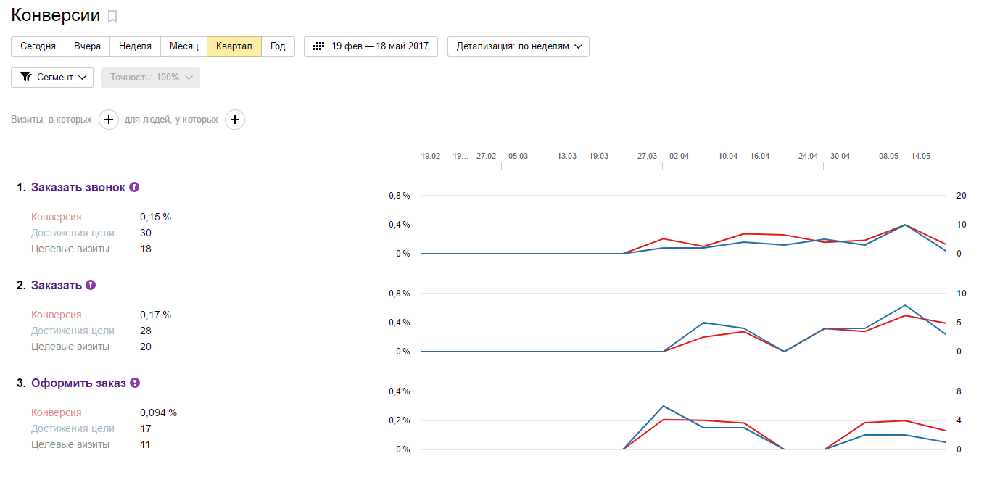 Конверсии
Сегодня Вчера Неделя Месяц Квартал Год 19 фев — 18 май 2017 Детализация: по неделям
Сегмент Точность: 100%
Визиты, в которых + для людей, у которых +
19.02 — 19... 27.02 — 05.03 13.03 — 19.03 27.03 — 02.04 10.04 — 16.04 24.04 — 30.04 08.05 — 14.05
1. Заказать звонок
Конверсия 0,15 %
Достижения цели 30
Целевые визиты 18
0,8 % 20
0,4 % 10
0 % 0
2. Заказать
Конверсия 0,17 %
Достижения цели 28
Целевые визиты 20
0,8 % 10
0,4 % 5
0 % 0
3. Оформить заказ
Конверсия 0,094 %
Достижения цели 17
Целевые визиты 11
0,4 % 8
0,2 % 4
0 % 0